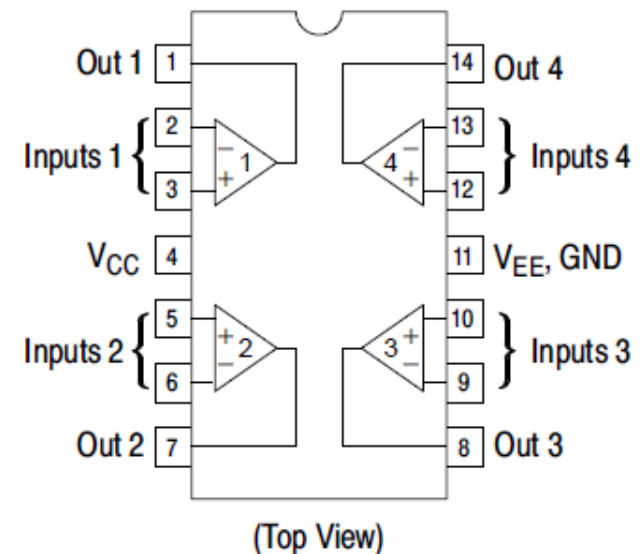 Out 1 1 14 Out 4
2 13
Inputs 1 { − 1 + − 4 + } Inputs 4
3 12
VCC 4 11 VEE, GND
5 10
Inputs 2 { + 2 − + 3 − } Inputs 3
6 9
Out 2 7 8 Out 3
(Top View)